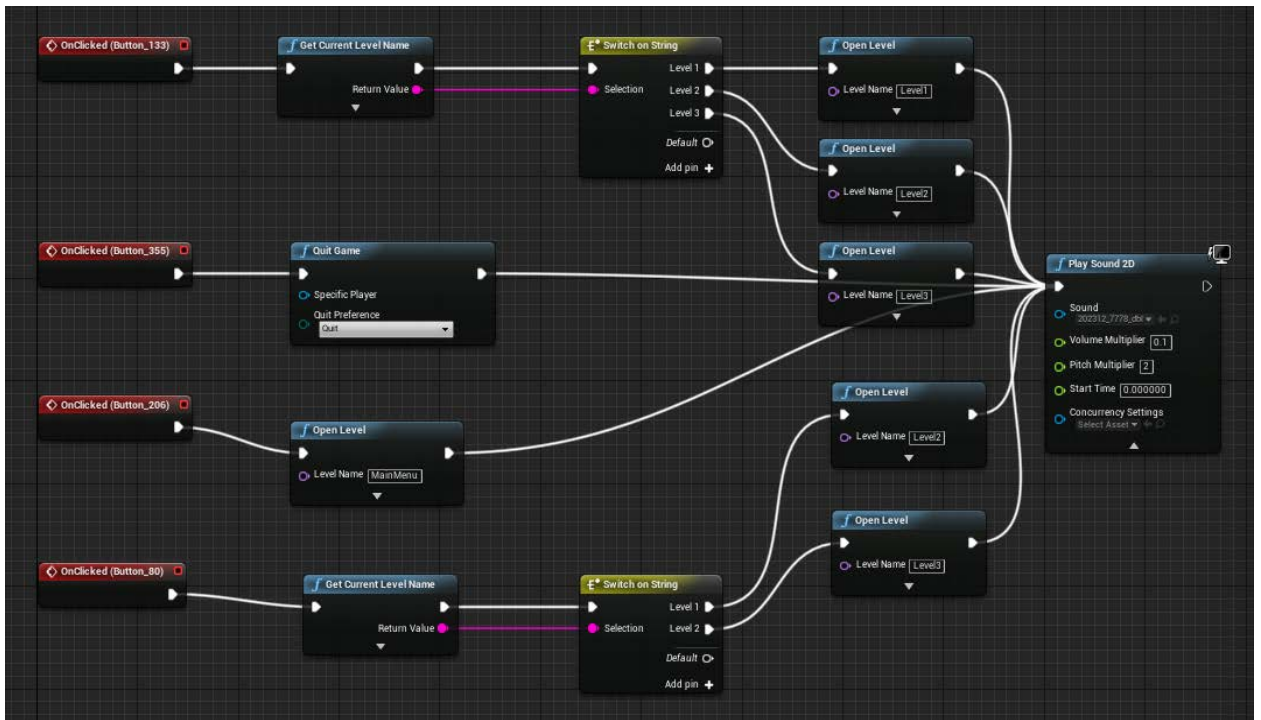 OnClicked (Button_133)
Get Current Level Name
Return Value
Switch on String
Selection
Level 1
Level 2
Level 3
Default
Add pin
Open Level
Level Name Level1
Open Level
Level Name Level2
Open Level
Level Name Level3
OnClicked (Button_355)
Quit Game
Specific Player
Quit Preference
Quit
Play Sound 2D
Sound
Volume Multiplier 0.1
Pitch Multiplier 2
Start Time 0.000000
Concurrency Settings
Select Asset
OnClicked (Button_206)
Open Level
Level Name MainMenu
Open Level
Level Name Level2
Open Level
Level Name Level3
OnClicked (Button_80)
Get Current Level Name
Return Value
Switch on String
Selection
Level 1
Level 2
Default
Add pin